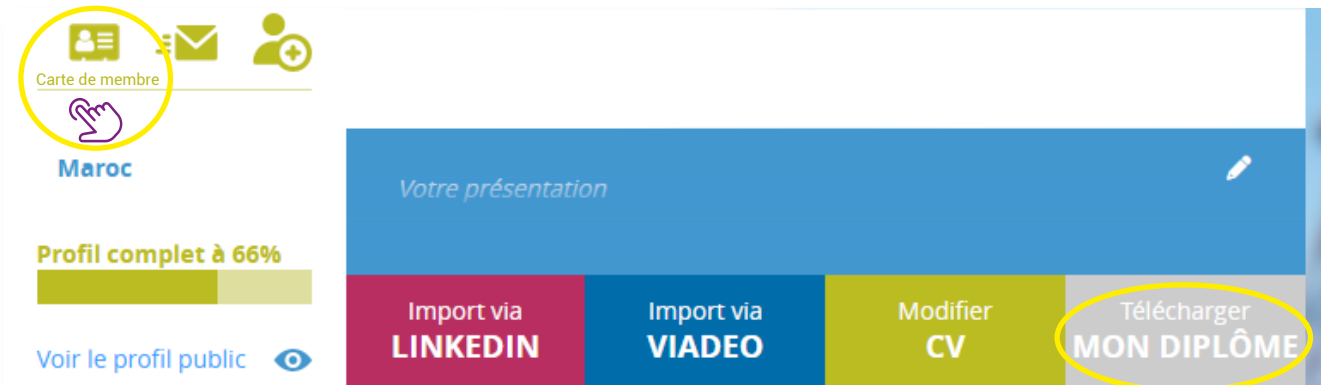 Carte de membre
Maroc
Profil complet à 66%
Voir le profil public
Votre présentation
Import via
LINKEDIN
Import via
VIADEO
Modifier
CV
Télécharger
MON DIPLÔME